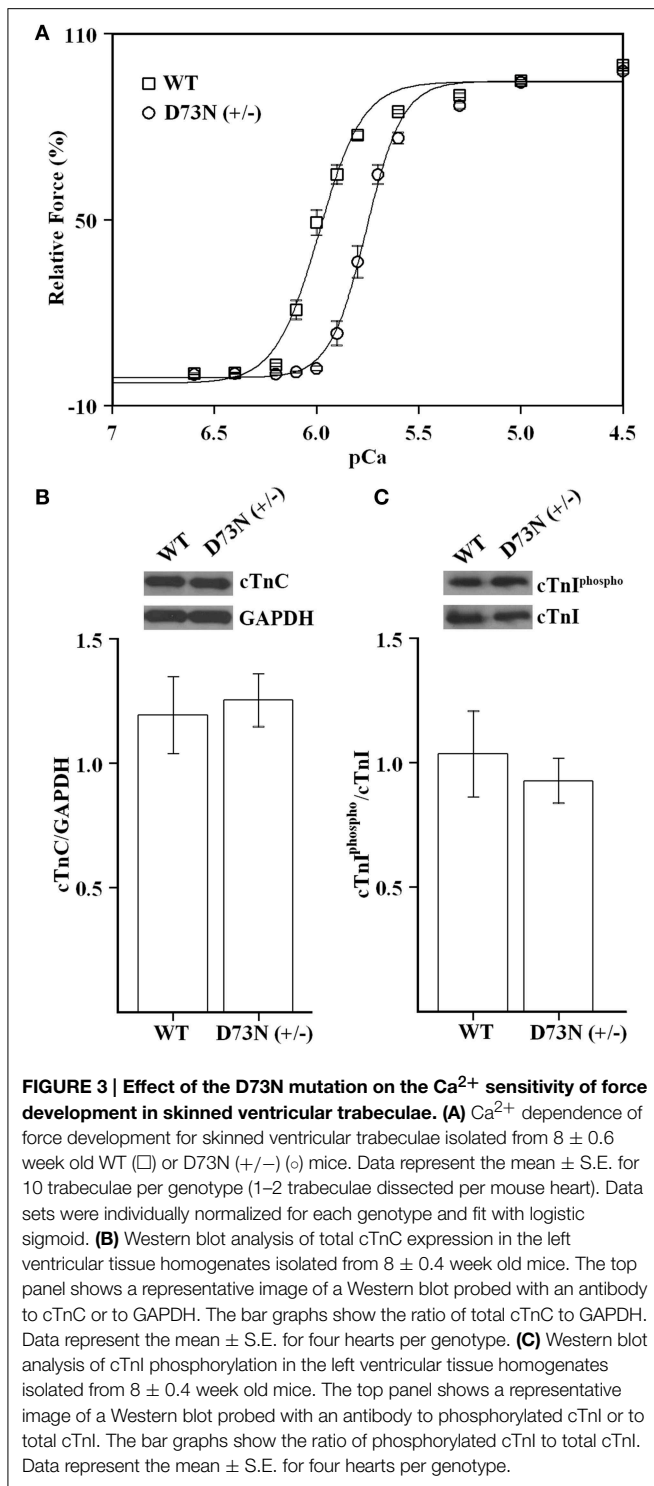 A
110
50
-10
Relative Force (%)
WT
D73N (+/-)
7
6.5
6.0
5.5
5.0
4.5
pCa
B
WT
D73N (+/-)
cTnC
GAPDH
1.5
1.0
0.5
cTnC/GAPDH
WT
D73N (+/-)
C
WT
D73N (+/-)
cTnI^phospho
cTnI
1.5
1.0
0.5
cTnI^phospho/cTnI
WT
D73N (+/-)
FIGURE 3 | Effect of the D73N mutation on the Ca²⁺ sensitivity of force
development in skinned ventricular trabeculae. (A) Ca²⁺ dependence of
force development for skinned ventricular trabeculae isolated from 8 ± 0.6
week old WT (□) or D73N (+/−) (○) mice. Data represent the mean ± S.E. for
10 trabeculae per genotype (1–2 trabeculae dissected per mouse heart). Data
sets were individually normalized for each genotype and fit with logistic
sigmoid. (B) Western blot analysis of total cTnC expression in the left
ventricular tissue homogenates isolated from 8 ± 0.4 week old mice. The top
panel shows a representative image of a Western blot probed with an antibody
to cTnC or to GAPDH. The bar graphs show the ratio of total cTnC to GAPDH.
Data represent the mean ± S.E. for four hearts per genotype. (C) Western blot
analysis of cTnI phosphorylation in the left ventricular tissue homogenates
isolated from 8 ± 0.4 week old mice. The top panel shows a representative
image of a Western blot probed with an antibody to phosphorylated cTnI or to
total cTnI. The bar graphs show the ratio of phosphorylated cTnI to total cTnI.
Data represent the mean ± S.E. for four hearts per genotype.